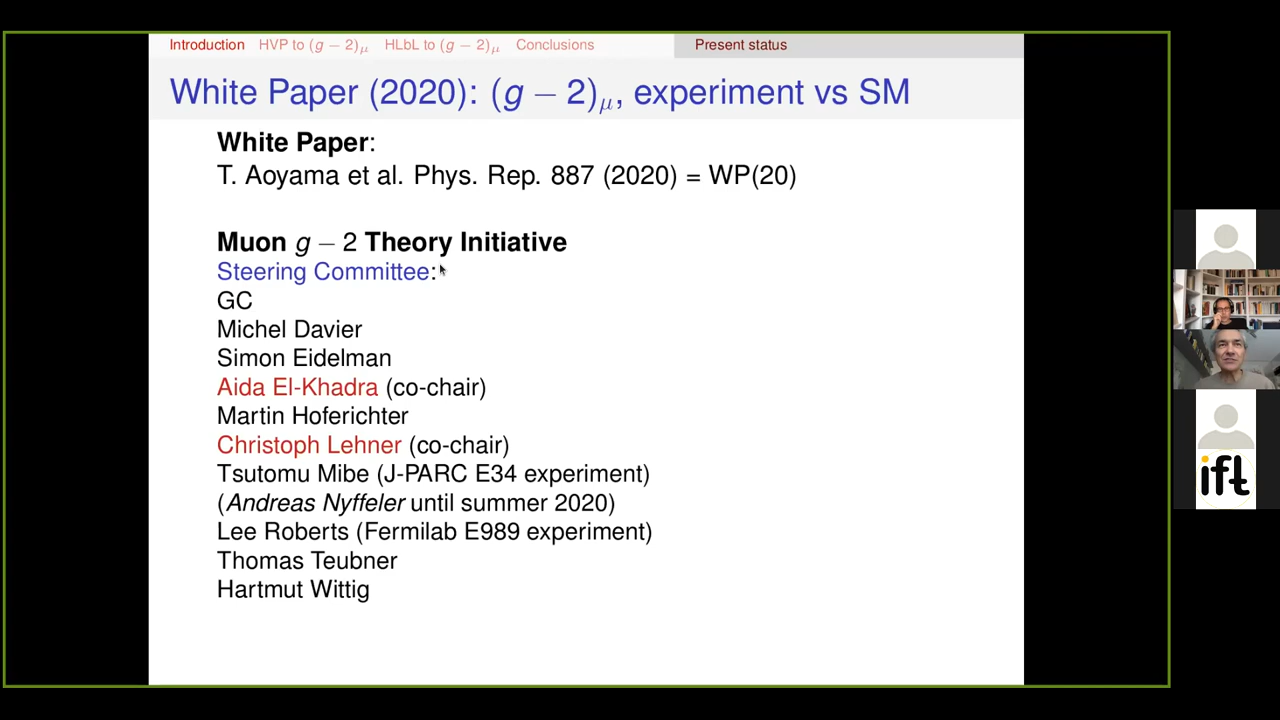 Introduction HVP to (g − 2)μ HLbL to (g − 2)μ Conclusions Present status
White Paper (2020): (g − 2)μ, experiment vs SM
White Paper:
T. Aoyama et al. Phys. Rep. 887 (2020) = WP(20)
Muon g − 2 Theory Initiative
Steering Committee:
GC
Michel Davier
Simon Eidelman
Aida El-Khadra (co-chair)
Martin Hoferichter
Christoph Lehner (co-chair)
Tsutomu Mibe (J-PARC E34 experiment)
(Andreas Nyffeler until summer 2020)
Lee Roberts (Fermilab E989 experiment)
Thomas Teubner
Hartmut Wittig
ift